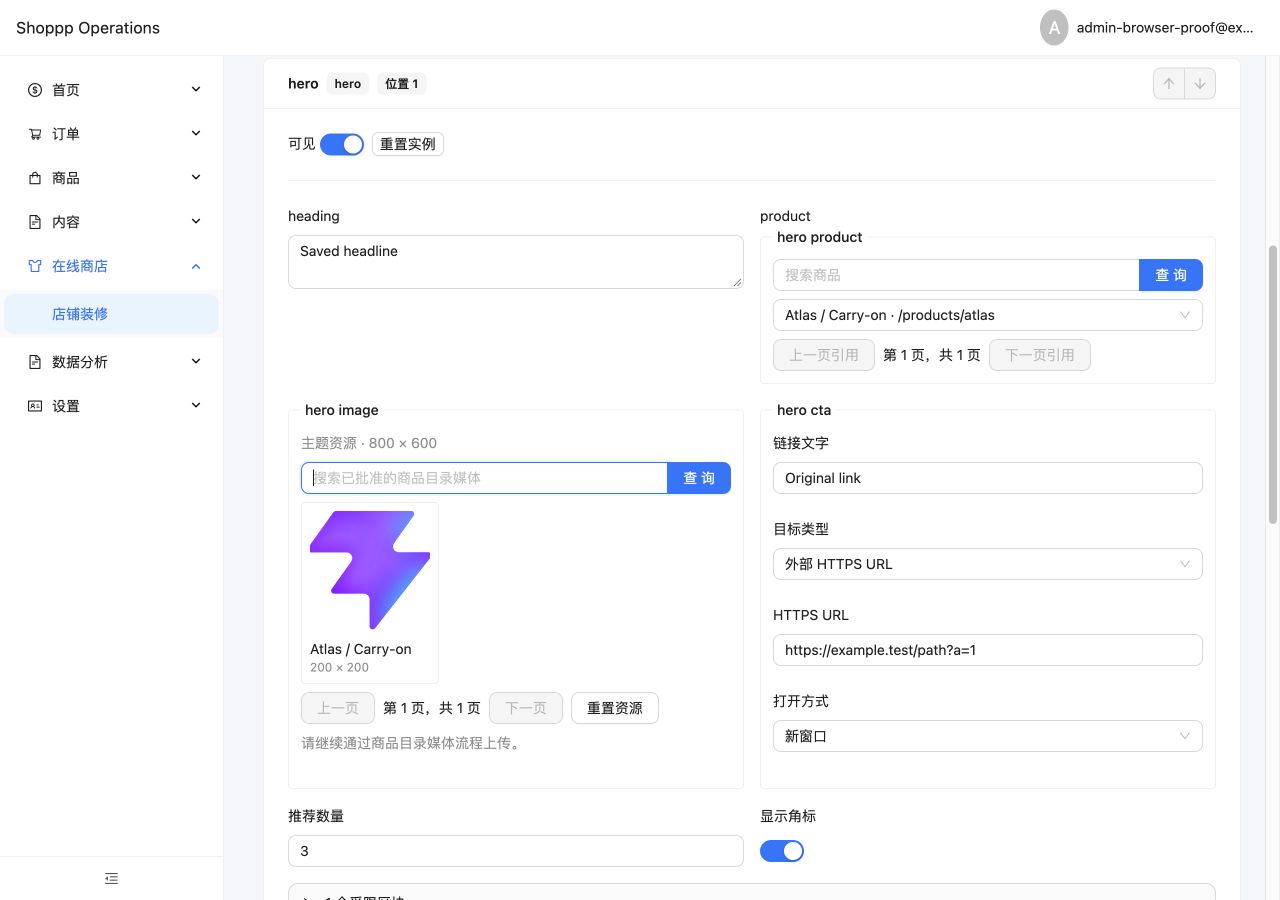 Shoppp Operations
A
admin-browser-proof@ex...
首页
订单
商品
内容
在线商店
店铺装修
数据分析
设置
hero
hero
位置 1
可见
重置实例
heading
Saved headline
product
hero product
搜索商品
查 询
Atlas / Carry-on · /products/atlas
上一页引用
第 1 页，共 1 页
下一页引用
hero image
主题资源 · 800 × 600
搜索已批准的商品目录媒体
查 询
Atlas / Carry-on
200 × 200
上一页
第 1 页，共 1 页
下一页
重置资源
请继续通过商品目录媒体流程上传。
hero cta
链接文字
Original link
目标类型
外部 HTTPS URL
HTTPS URL
https://example.test/path?a=1
打开方式
新窗口
推荐数量
3
显示角标